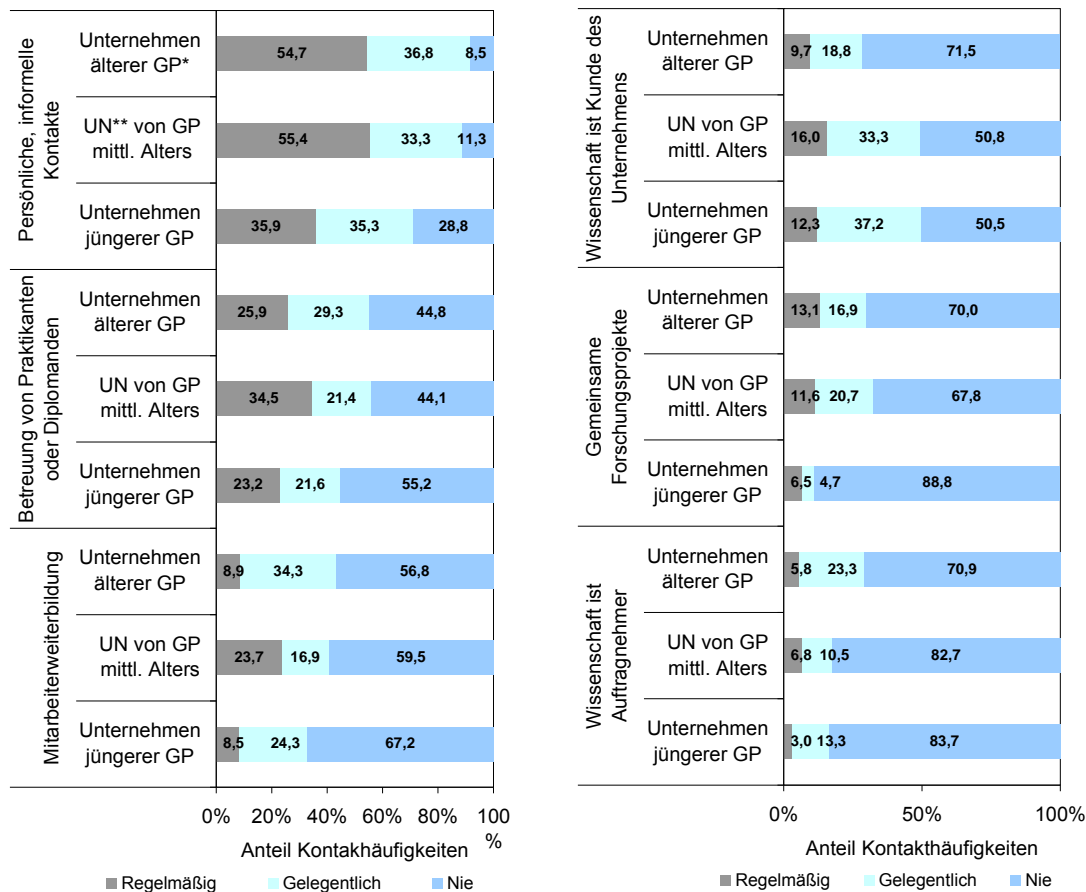 Persönliche, informelle
Kontakte
Unternehmen
älterer GP*
54,7 36,8 8,5
UN** von GP
mittl. Alters
55,4 33,3 11,3
Unternehmen
jüngerer GP
35,9 35,3 28,8
Betreuung von Praktikanten
oder Diplomanden
Unternehmen
älterer GP
25,9 29,3 44,8
UN von GP
mittl. Alters
34,5 21,4 44,1
Unternehmen
jüngerer GP
23,2 21,6 55,2
Mitarbeiterweiterbildung
Unternehmen
älterer GP
8,9 34,3 56,8
UN von GP
mittl. Alters
23,7 16,9 59,5
Unternehmen
jüngerer GP
8,5 24,3 67,2
0% 20% 40% 60% 80% 100
%
Anteil Kontakhäufigkeiten
Regelmäßig Gelegentlich Nie
Wissenschaft ist Kunde des
Unternehmens
Unternehmen
älterer GP
9,7 18,8 71,5
UN von GP
mittl. Alters
16,0 33,3 50,8
Unternehmen
jüngerer GP
12,3 37,2 50,5
Gemeinsame
Forschungsprojekte
Unternehmen
älterer GP
13,1 16,9 70,0
UN von GP
mittl. Alters
11,6 20,7 67,8
Unternehmen
jüngerer GP
6,5 4,7 88,8
Wissenschaft ist
Auftragnehmer
Unternehmen
älterer GP
5,8 23,3 70,9
UN von GP
mittl. Alters
6,8 10,5 82,7
Unternehmen
jüngerer GP
3,0 13,3 83,7
0% 50% 100%
Anteil Kontakthäufigkeiten
Regelmäßig Gelegentlich Nie